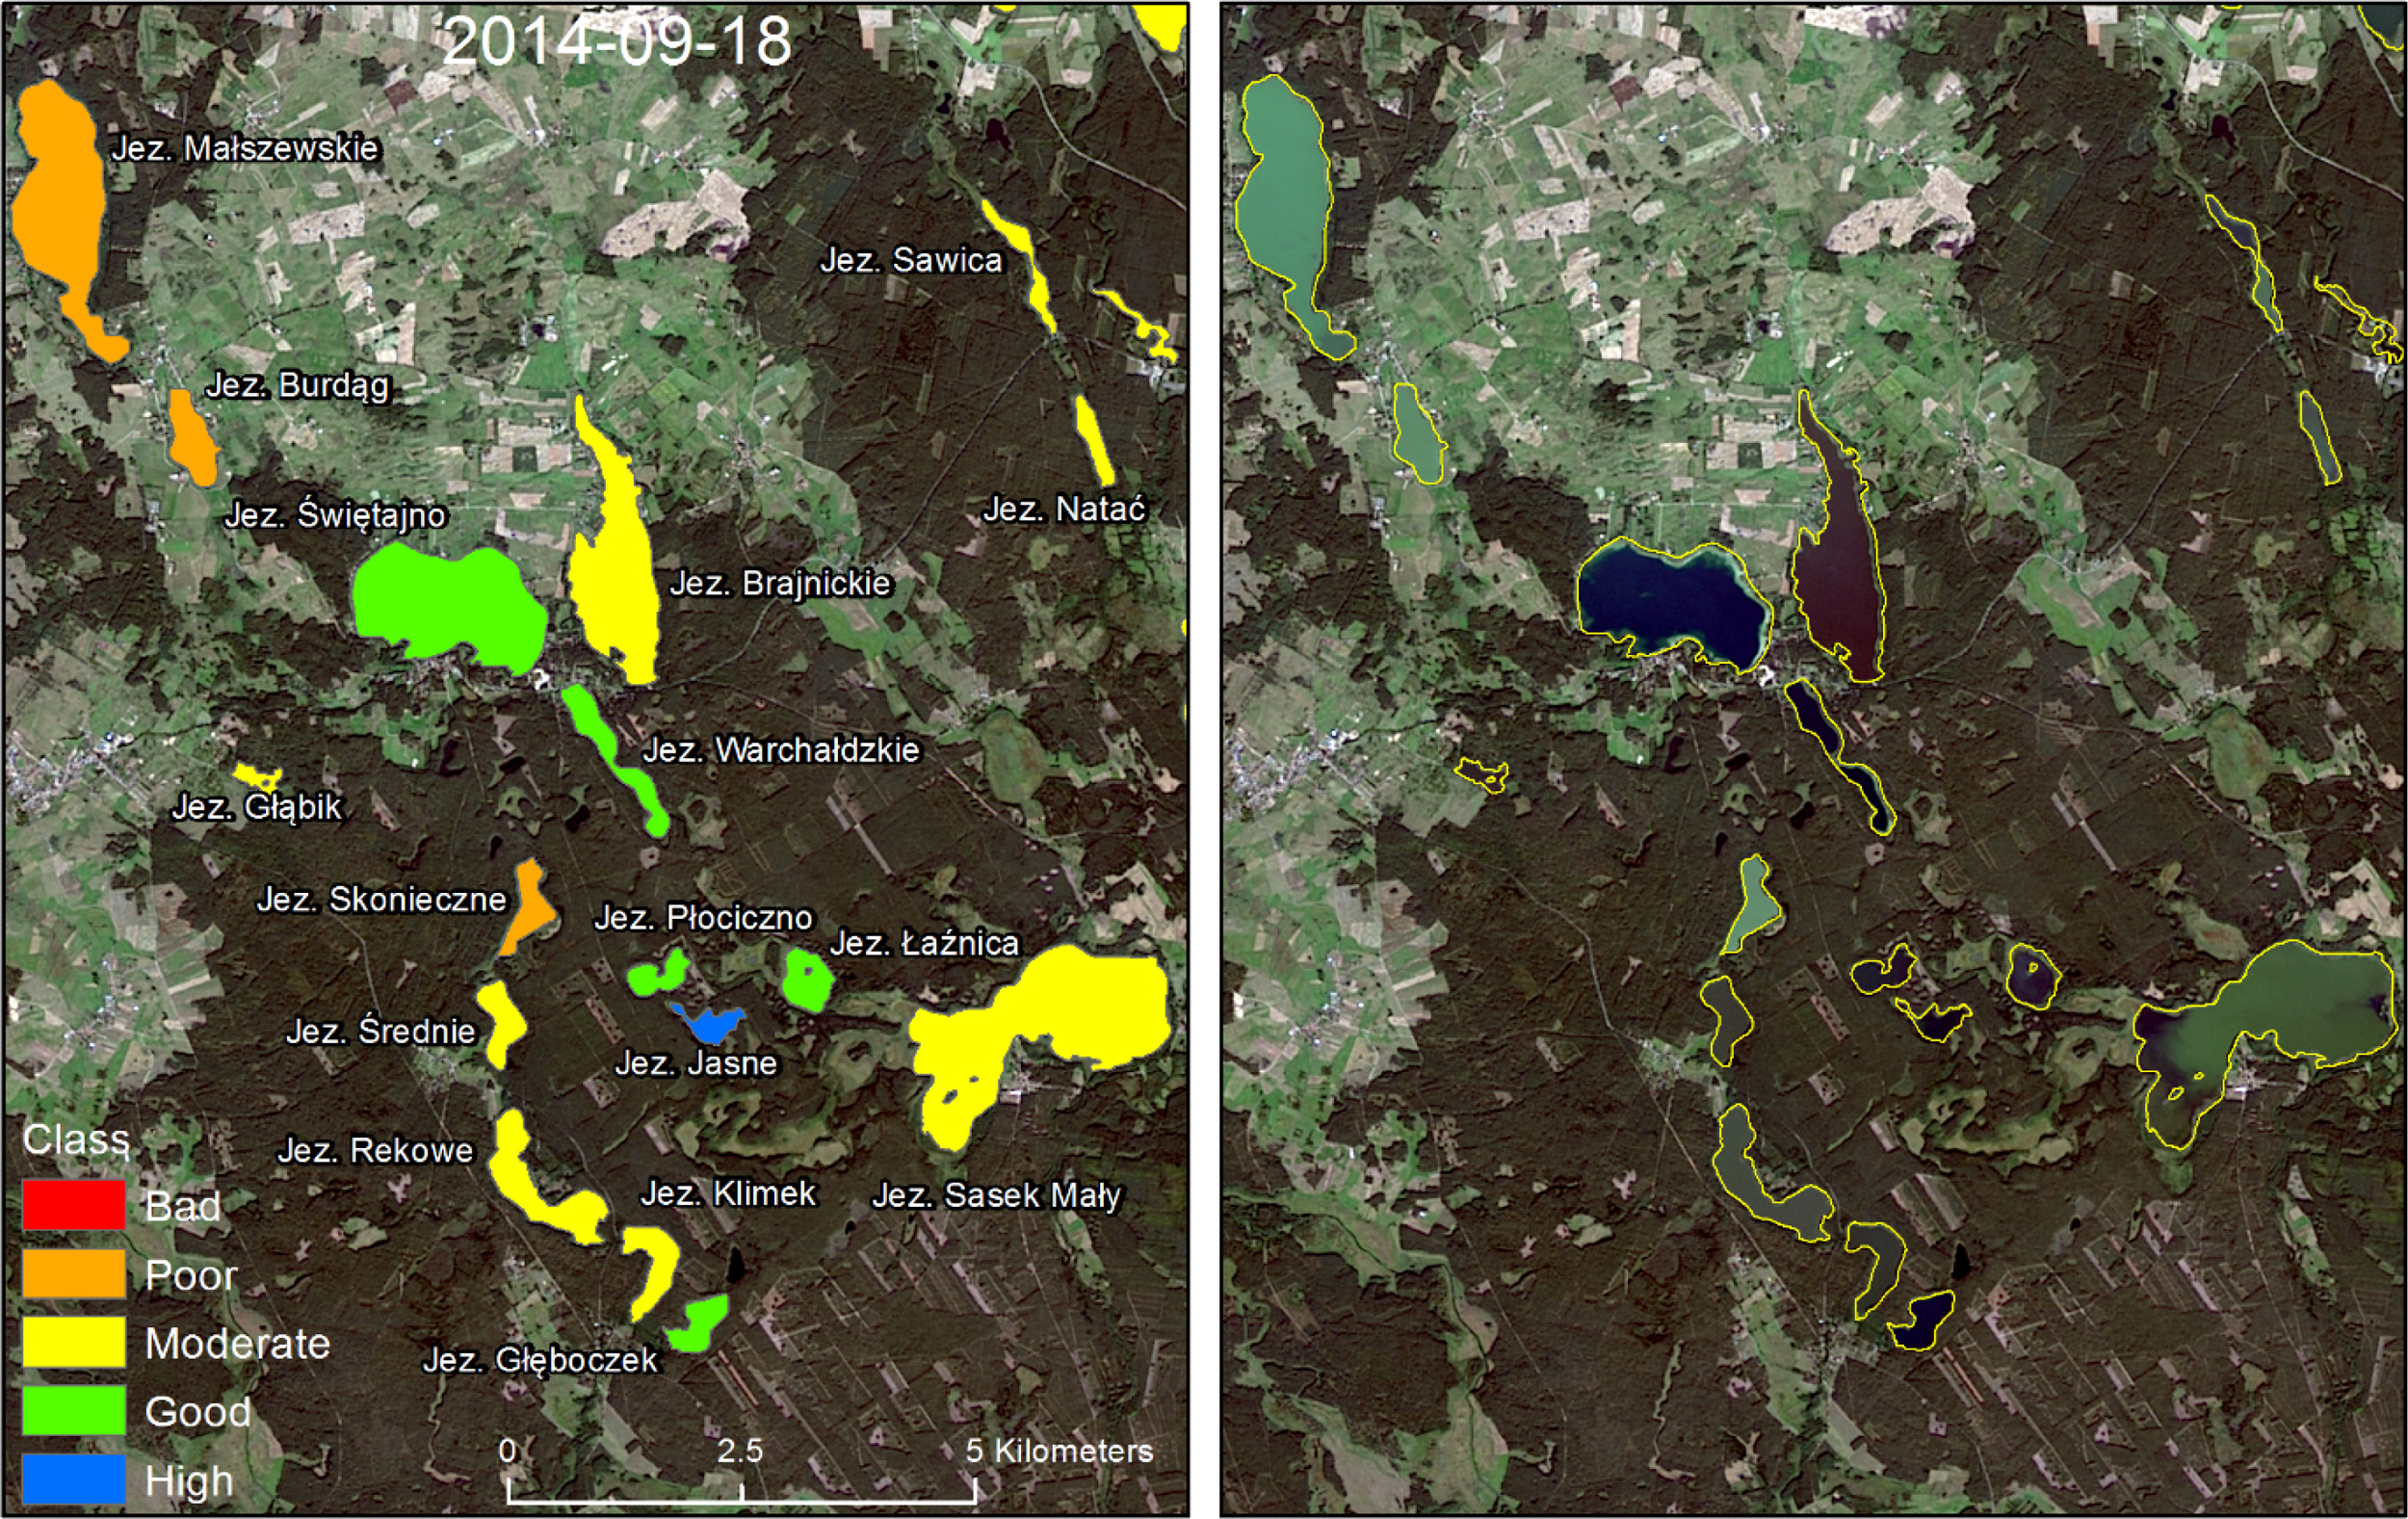 2014-09-18
Jez. Małszewskie
Jez. Sawica
Jez. Burdąg
Jez. Świętajno
Jez. Natać
Jez. Brajnickie
Jez. Warchałdzkie
Jez. Głąbik
Jez. Skonieczne
Jez. Płociczno
Jez. Łaźnica
Jez. Średnie
Jez. Jasne
Jez. Rekowe
Jez. Klimek
Jez. Sasek Mały
Jez. Głęboczek
Class
Bad
Poor
Moderate
Good
High
0 2.5 5 Kilometers